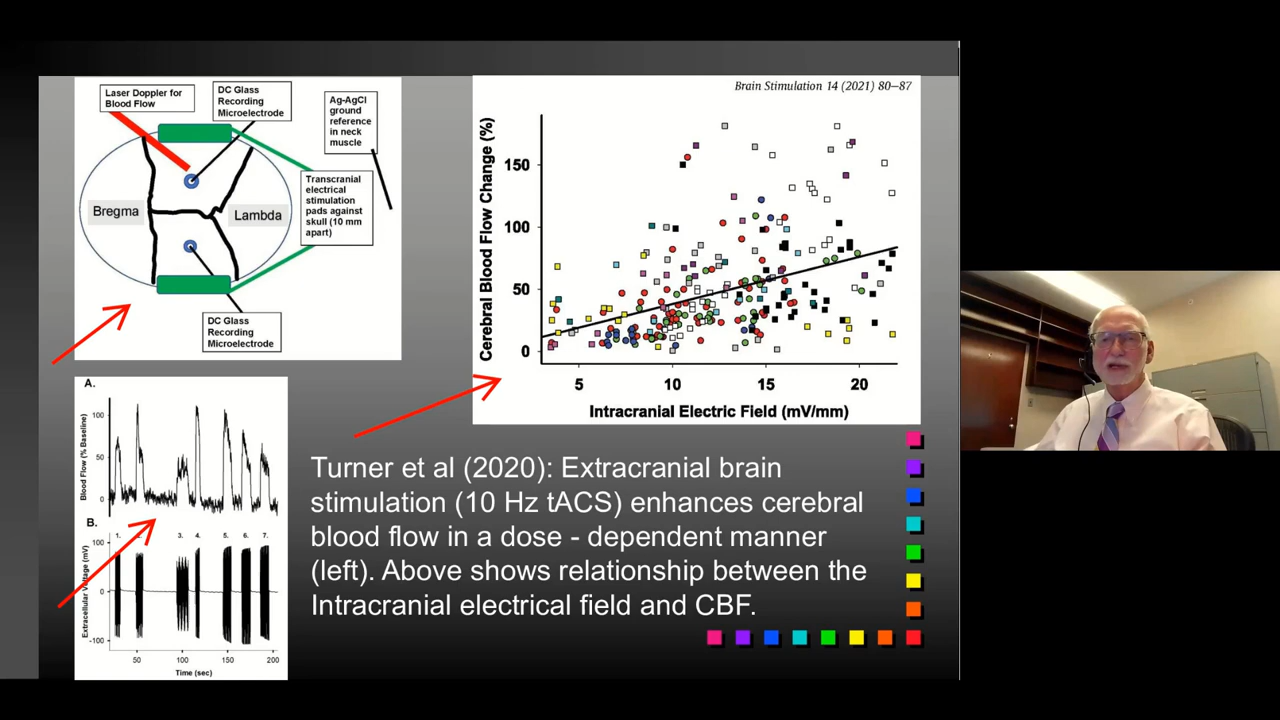 Laser Doppler for
Blood Flow
DC Glass
Recording
Microelectrode
Ag-AgCl
ground
reference
in neck
muscle
Bregma
Lambda
Transcranial
electrical
stimulation
pads against
skull (10 mm
apart)
DC Glass
Recording
Microelectrode
Brain Stimulation 14 (2021) 80–87
Cerebral Blood Flow Change (%)
150
100
50
0
5 10 15 20
Intracranial Electric Field (mV/mm)
A.
Blood Flow (% Baseline)
100
50
0
B.
1. 2. 3. 4. 5. 6. 7.
Extracellular Voltage (mV)
100
0
-100
50 100 150 200
Time (sec)
Turner et al (2020): Extracranial brain
stimulation (10 Hz tACS) enhances cerebral
blood flow in a dose - dependent manner
(left). Above shows relationship between the
Intracranial electrical field and CBF.